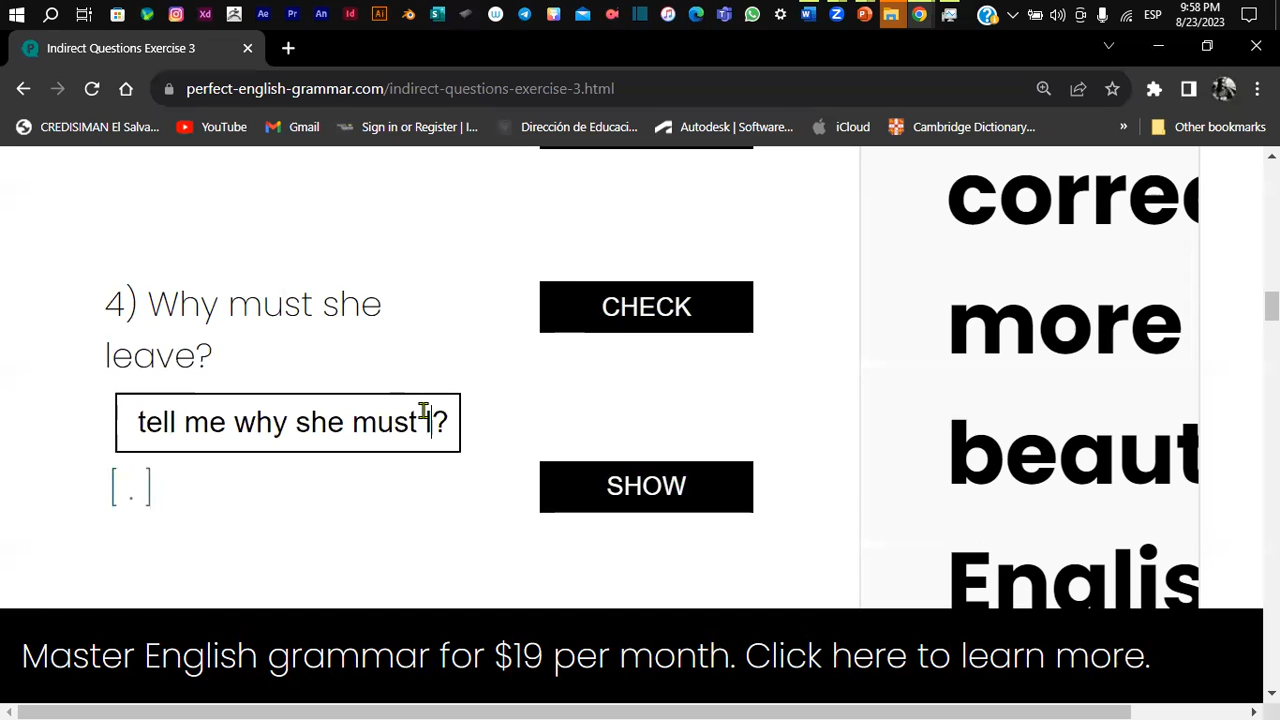 9:58 PM
ESP
8/23/2023
Indirect Questions Exercise 3
perfect-english-grammar.com/indirect-questions-exercise-3.html
CREDISIMAN El Salva...
YouTube
Gmail
Sign in or Register | I...
Dirección de Educaci...
Autodesk | Software...
iCloud
Cambridge Dictionary...
»
Other bookmarks
correc
more
beaut
Englis
4) Why must she
leave?
CHECK
tell me why she must l?
[ . ]
SHOW
Master English grammar for $19 per month. Click here to learn more.